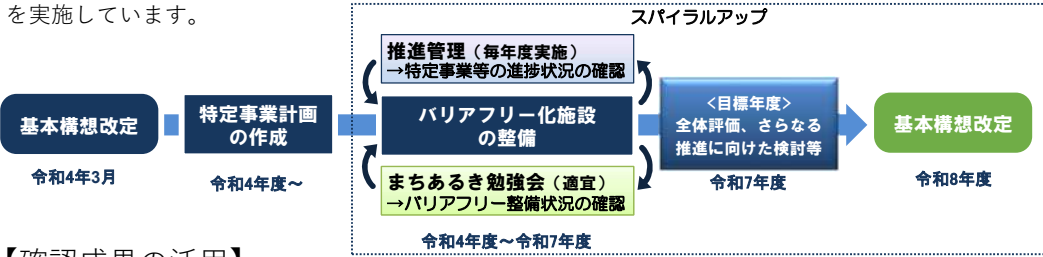 を実施しています。
スパイラルアップ
推進管理（毎年度実施）
→特定事業等の進捗状況の確認
基本構想改定
令和4年3月
特定事業計画
の作成
令和4年度～
バリアフリー化施設
の整備
まちあるき勉強会（適宜）
→バリアフリー整備状況の確認
令和4年度～令和7年度
<目標年度>
全体評価、さらなる
推進に向けた検討等
令和7年度
基本構想改定
令和8年度
【確認成果の活用】